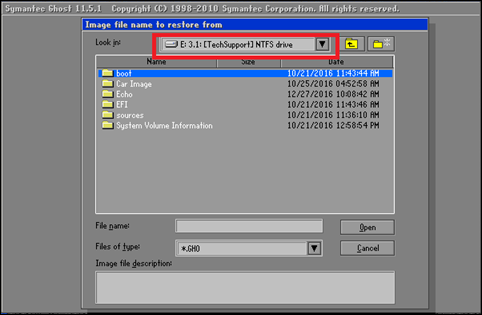 Symantec Ghost 11.5.1 Copyright (C) 1998-2010 Symantec Corporation. All rights reserved.
Image file name to restore from
Look in: E: 3.1: [TechSupport] NTFS drive
Name Size Date
boot 10/21/2016 11:43:44 AM
Car Image 10/25/2016 04:52:58 AM
Echo 12/27/2016 10:08:42 AM
EFI 10/21/2016 11:43:46 AM
sources 10/21/2016 11:36:10 AM
System Volume Information 10/21/2016 12:58:54 PM
File name: Open
Files of type: *.GHO Cancel
Image file description: